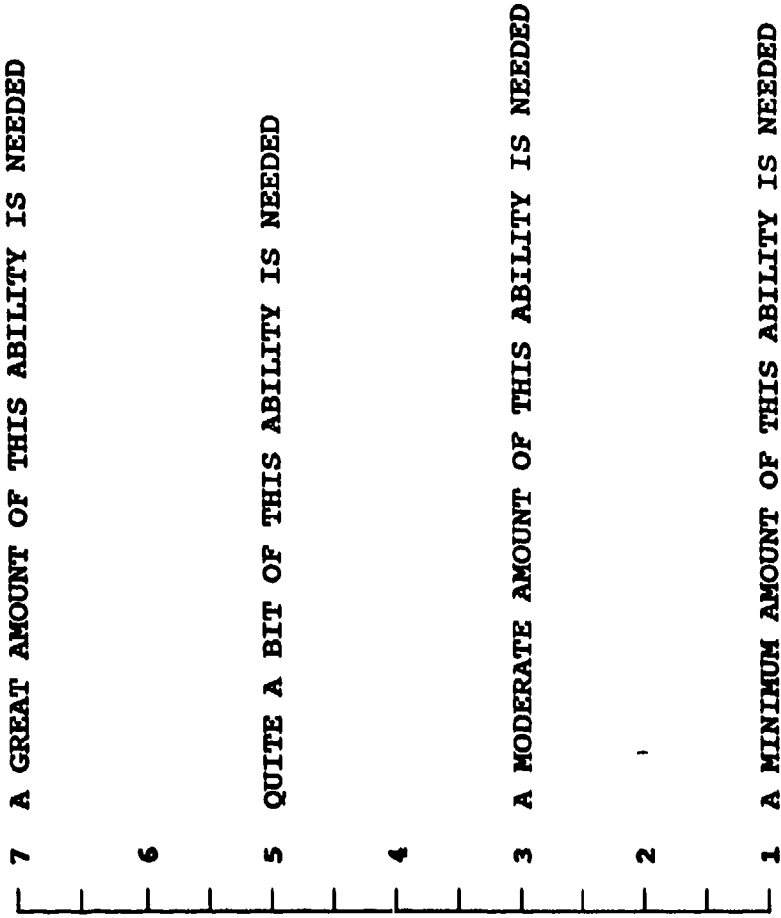 7 A GREAT AMOUNT OF THIS ABILITY IS NEEDED
6
5 QUITE A BIT OF THIS ABILITY IS NEEDED
4
3 A MODERATE AMOUNT OF THIS ABILITY IS NEEDED
2
1 A MINIMUM AMOUNT OF THIS ABILITY IS NEEDED